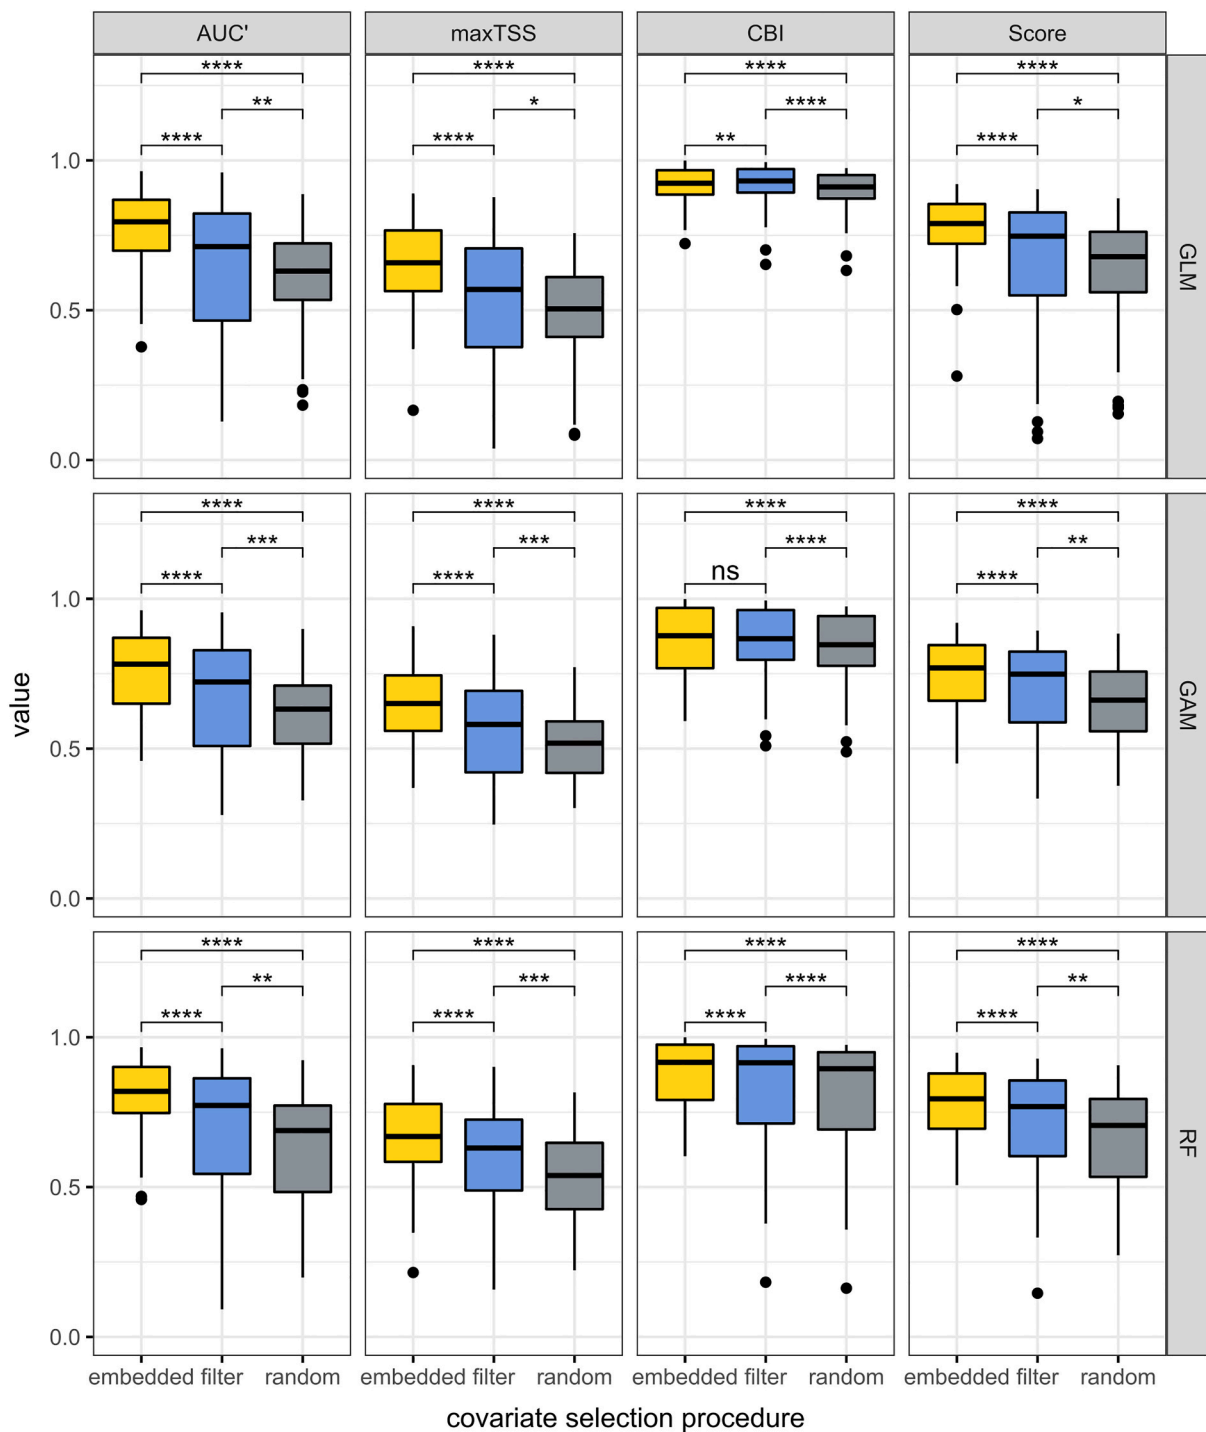 AUC' maxTSS CBI Score
**** **** **** ****
** * **** *
**** **** ** ****
1.0
0.5
0.0
GLM
**** **** **** ****
*** *** **** **
**** **** ns ****
1.0
0.5
0.0
GAM
value
**** **** **** ****
** *** **** **
**** **** **** ****
1.0
0.5
0.0
RF
embedded filter random embedded filter random embedded filter random embedded filter random
covariate selection procedure